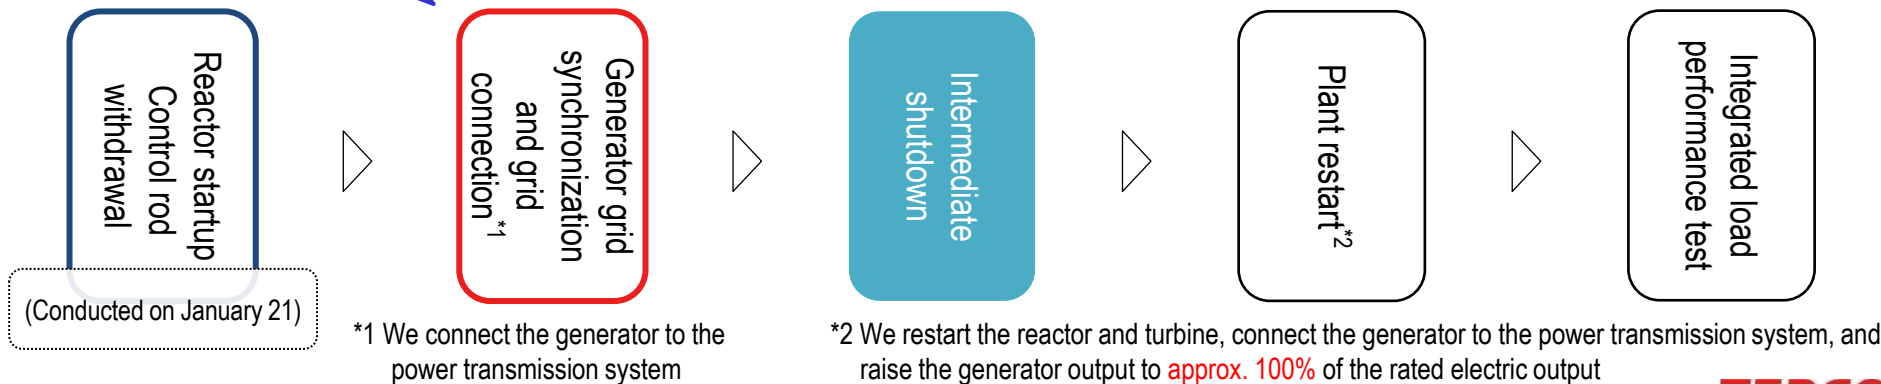 Reactor startup
Control rod
withdrawal
(Conducted on January 21)
Generator grid
synchronization
and grid
connection*1
*1 We connect the generator to the
power transmission system
Intermediate
shutdown
Plant restart*2
Integrated load
performance test
*2 We restart the reactor and turbine, connect the generator to the power transmission system, and
raise the generator output to approx. 100% of the rated electric output